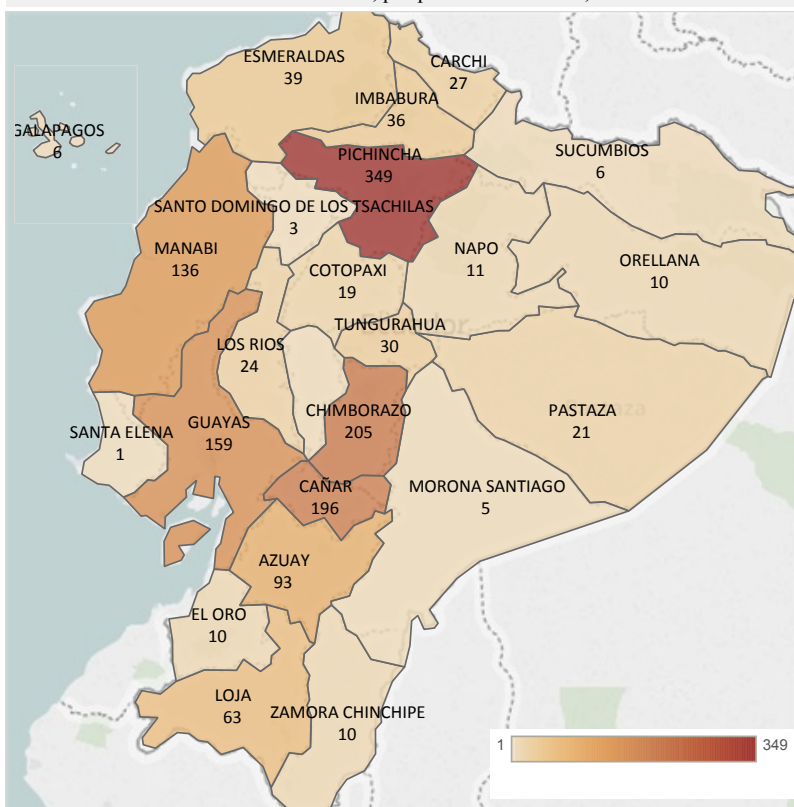 ESMERALDAS
39
CARCHI
27
IMBABURA
36
GALAPAGOS
6
PICHINCHA
349
SUCUMBIOS
6
SANTO DOMINGO DE LOS TSACHILAS
3
MANABI
136
NAPO
11
ORELLANA
10
COTOPAXI
19
TUNGURAHUA
30
LOS RIOS
24
CHIMBORAZO
205
PASTAZA
21
GUAYAS
159
SANTA ELENA
1
CAÑAR
196
MORONA SANTIAGO
5
AZUAY
93
EL ORO
10
LOJA
63
ZAMORA CHINCHIPE
10
1
349